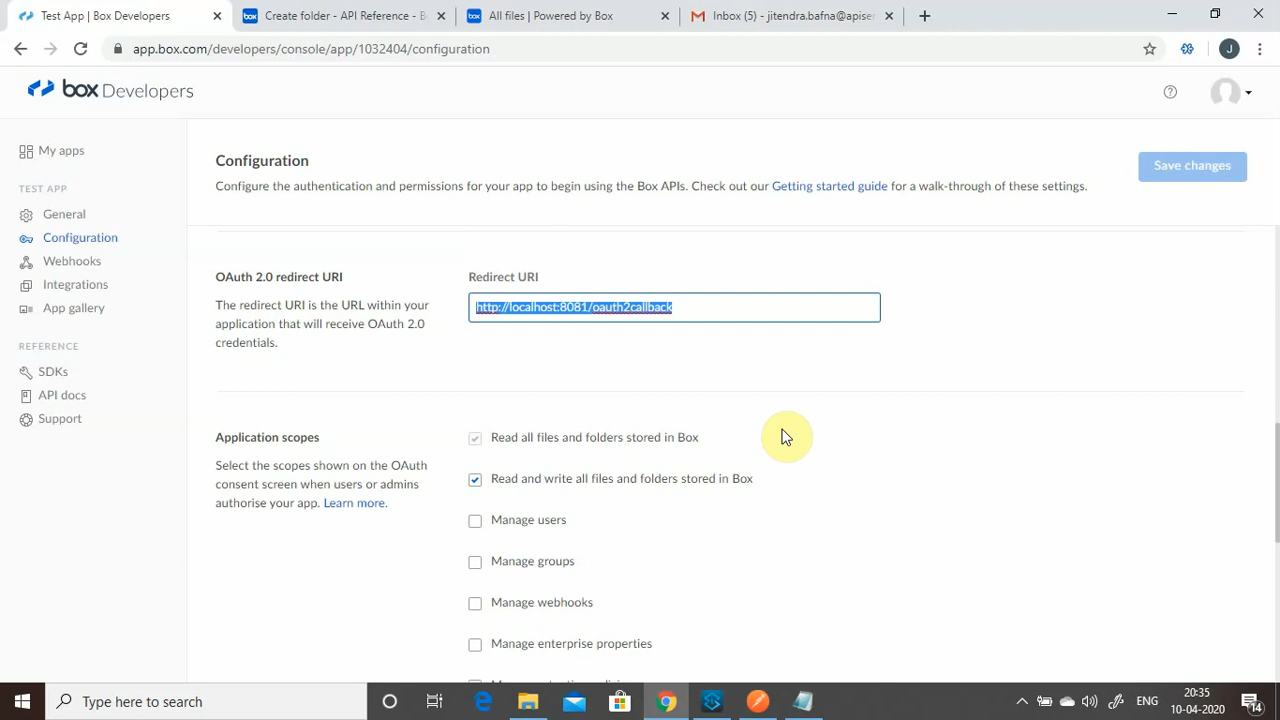 Test App | Box Developers
Create folder - API Reference - B
All files | Powered by Box
Inbox (5) - jitendra.bafna@apiser
app.box.com/developers/console/app/1032404/configuration
J
box Developers
My apps
TEST APP
General
Configuration
Webhooks
Integrations
App gallery
REFERENCE
SDKs
API docs
Support
Configuration
Save changes
Configure the authentication and permissions for your app to begin using the Box APIs. Check out our Getting started guide for a walk-through of these settings.
OAuth 2.0 redirect URI
The redirect URI is the URL within your
application that will receive OAuth 2.0
credentials.
Redirect URI
http://localhost:8081/oauth2callback
Application scopes
Select the scopes shown on the OAuth
consent screen when users or admins
authorise your app. Learn more.
Read all files and folders stored in Box
Read and write all files and folders stored in Box
Manage users
Manage groups
Manage webhooks
Manage enterprise properties
Type here to search
ENG
20:35
10-04-2020
14